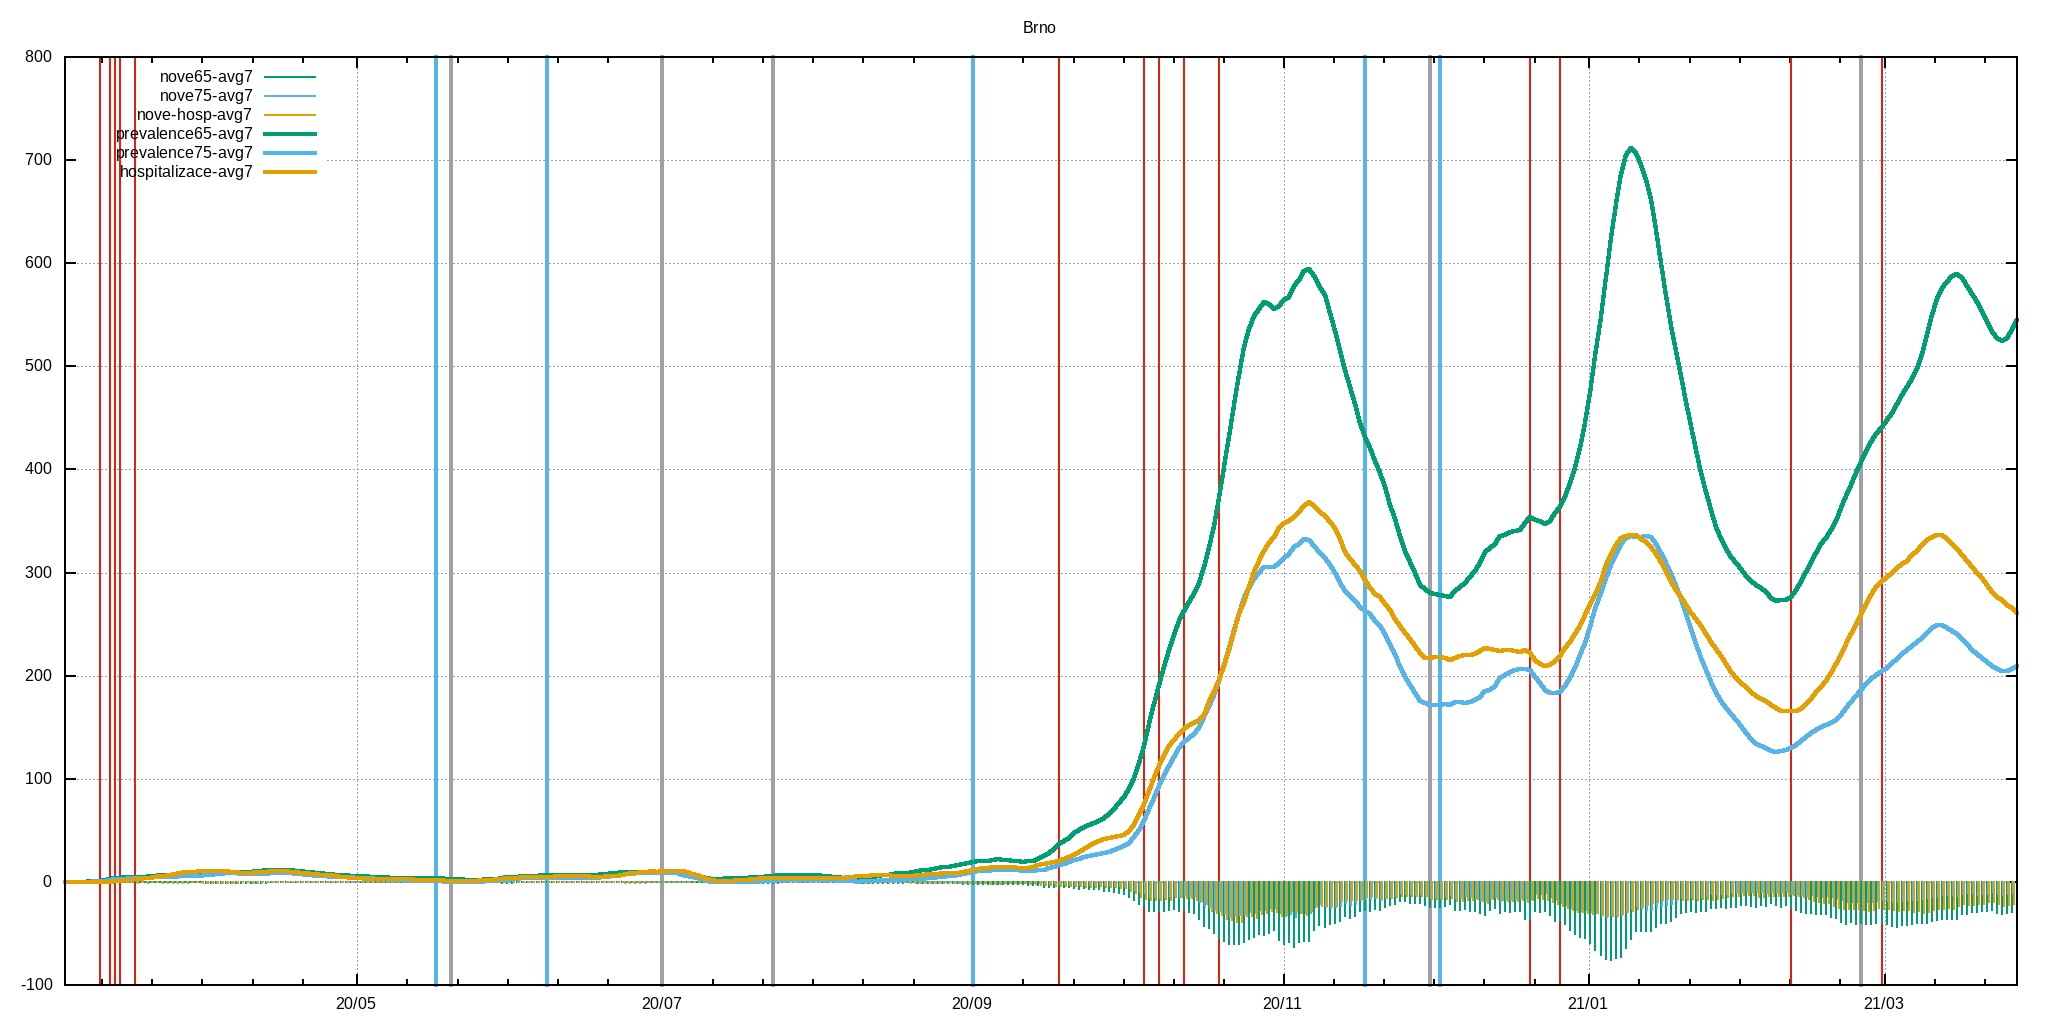 Brno
800
700
600
500
400
300
200
100
0
-100
nove65-avg7
nove75-avg7
nove-hosp-avg7
prevalence65-avg7
prevalence75-avg7
hospitalizace-avg7
20/05 20/07 20/09 20/11 21/01 21/03